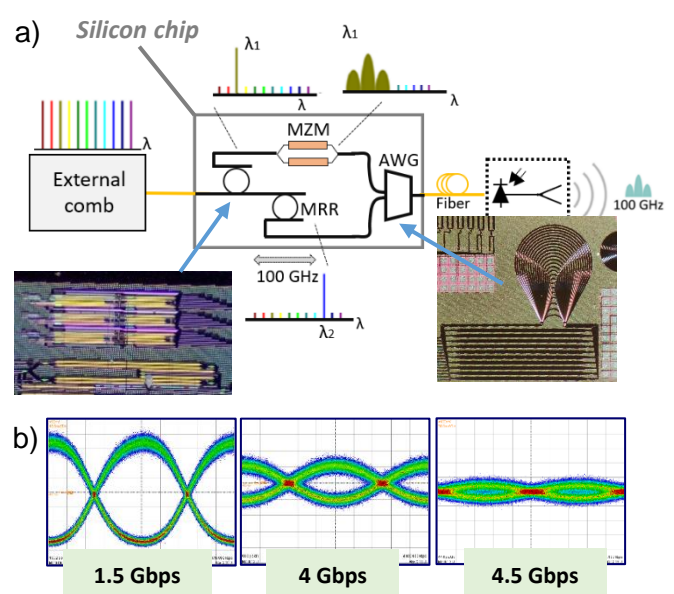 a)
Silicon chip
λ1
λ1
λ
λ
λ
External
comb
MZM
AWG
MRR
Fiber
100 GHz
100 GHz
λ2
λ
b)
1.5 Gbps
4 Gbps
4.5 Gbps